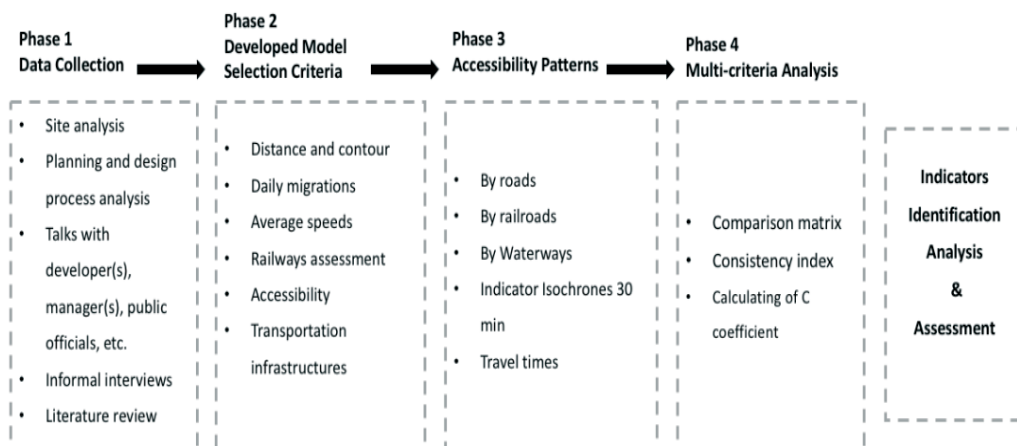 Phase 1
Data Collection
Phase 2
Developed Model
Selection Criteria
Phase 3
Accessibility Patterns
Phase 4
Multi-criteria Analysis
• Site analysis
• Planning and design
process analysis
• Talks with
developer(s),
manager(s), public
officials, etc.
• Informal interviews
• Literature review
• Distance and contour
• Daily migrations
• Average speeds
• Railways assessment
• Accessibility
• Transportation
infrastructures
• By roads
• By railroads
• By Waterways
• Indicator Isochrones 30
min
• Travel times
• Comparison matrix
• Consistency index
• Calculating of C
coefficient
Indicators
Identification
Analysis
&
Assessment